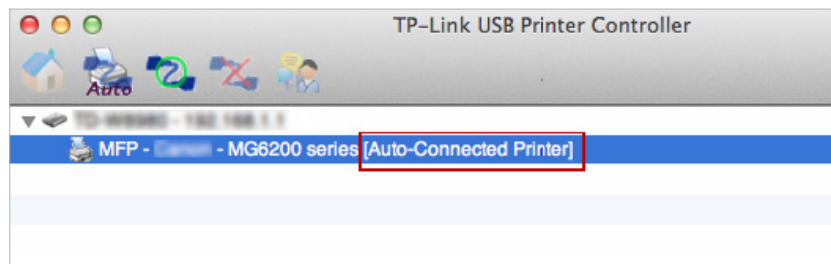 TP-Link USB Printer Controller
Auto
MFP - - MG6200 series [Auto-Connected Printer]